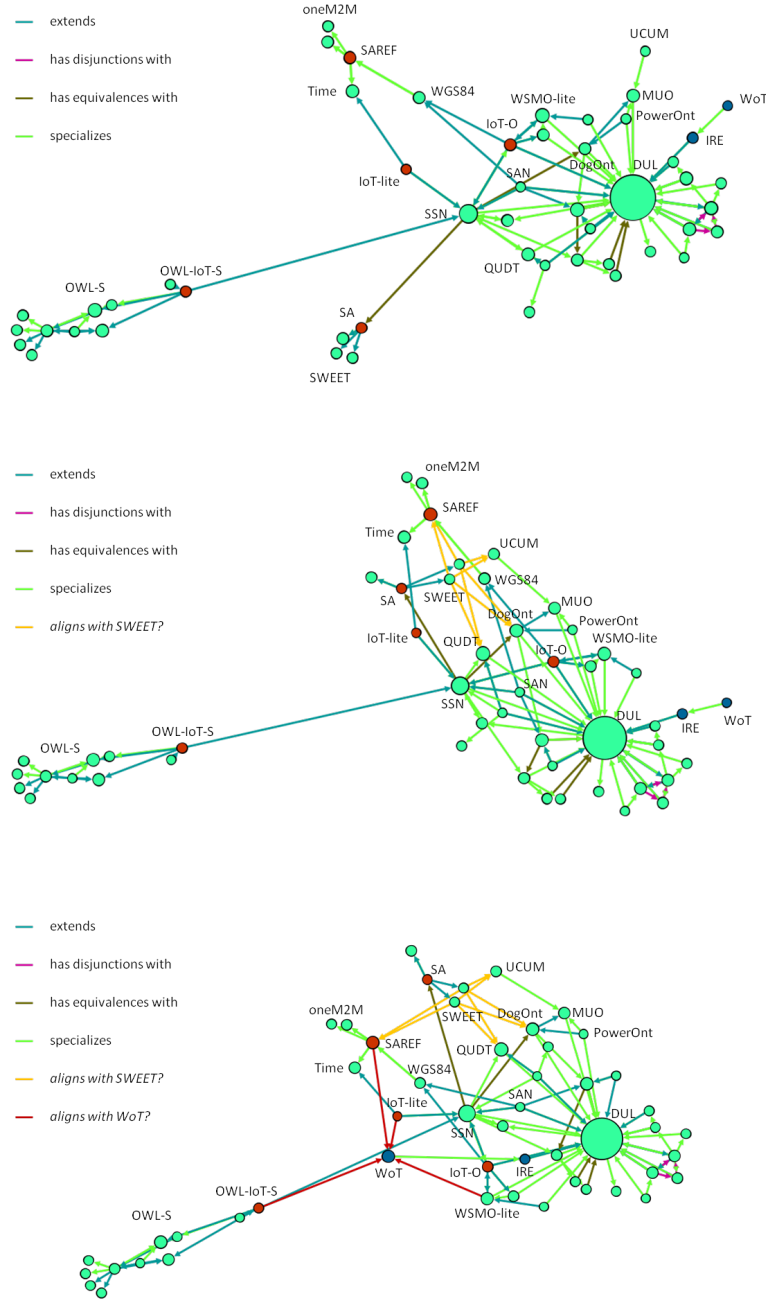 extends
has disjunctions with
has equivalences with
specializes
oneM2M
SAREF
Time
WGS84
UCUM
WSMO-lite
MUO
PowerOnt
WoT
IoT-O
IRE
DogOnt
DUL
IoT-lite
SAN
SSN
QUDT
OWL-IoT-S
OWL-S
SA
SWEET
extends
has disjunctions with
has equivalences with
specializes
aligns with SWEET?
oneM2M
SAREF
Time
UCUM
WGS84
SWEET
SA
MUO
DogOnt
PowerOnt
IoT-lite
QUDT
WSMO-lite
IoT-O
SAN
SSN
DUL
IRE
WoT
OWL-IoT-S
OWL-S
extends
has disjunctions with
has equivalences with
specializes
aligns with SWEET?
aligns with WoT?
SA
UCUM
SWEET
DogOnt
MUO
oneM2M
SAREF
PowerOnt
QUDT
Time
WGS84
IoT-lite
SAN
SSN
DUL
WoT
IoT-O
IRE
OWL-IoT-S
WSMO-lite
OWL-S